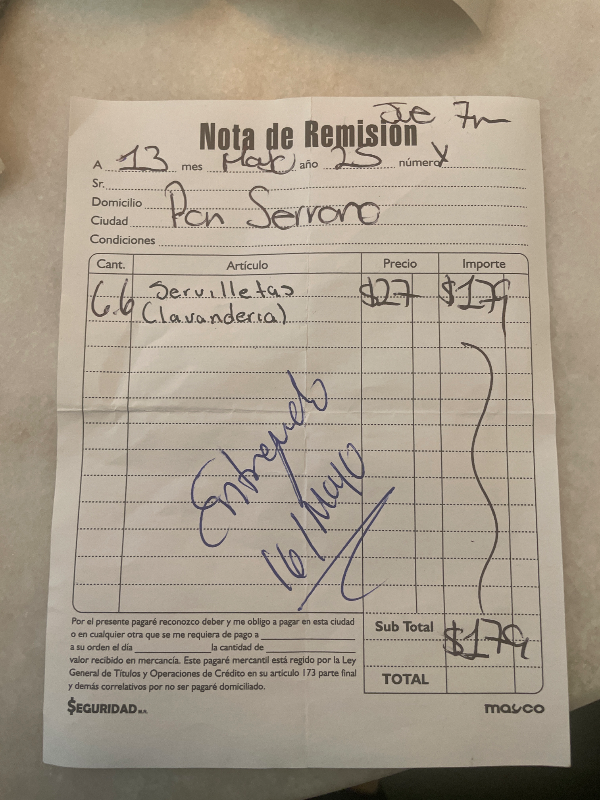 Jue 7
Nota de Remisión
A 13 mes Mayo año 25 número
Sr.
Domicilio
Pan Serrano
Ciudad
Condiciones
Cant. Artículo Precio Importe
6.6 Servilletas $27 $179
(lavanderia)
Entregado
16/Mayo
Por el presente pagaré reconozco deber y me obligo a pagar en esta ciudad
o en cualquier otra que se me requiera de pago a
a su orden el día la cantidad de
valor recibido en mercancía. Este pagaré mercantil está regido por la Ley
General de Títulos y Operaciones de Crédito en su artículo 173 parte final
y demás correlativos por no ser pagaré domiciliado.
Sub Total $179
TOTAL
$EGURIDAD M.R.
mayco